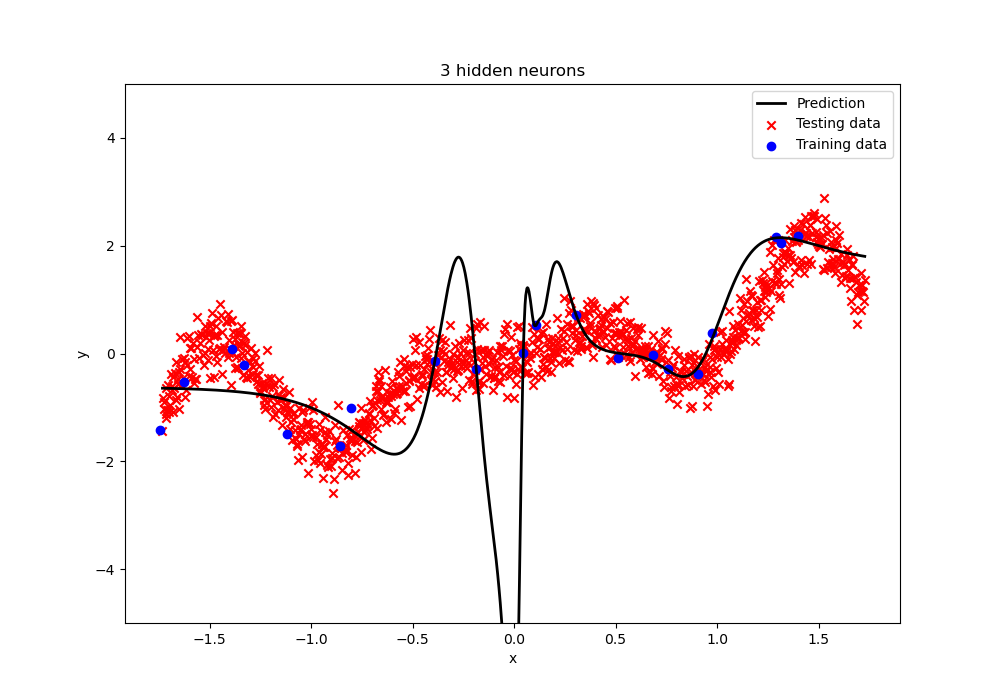 3 hidden neurons
Prediction
Testing data
Training data
4
2
0
−2
−4
y
−1.5 −1.0 −0.5 0.0 0.5 1.0 1.5
x